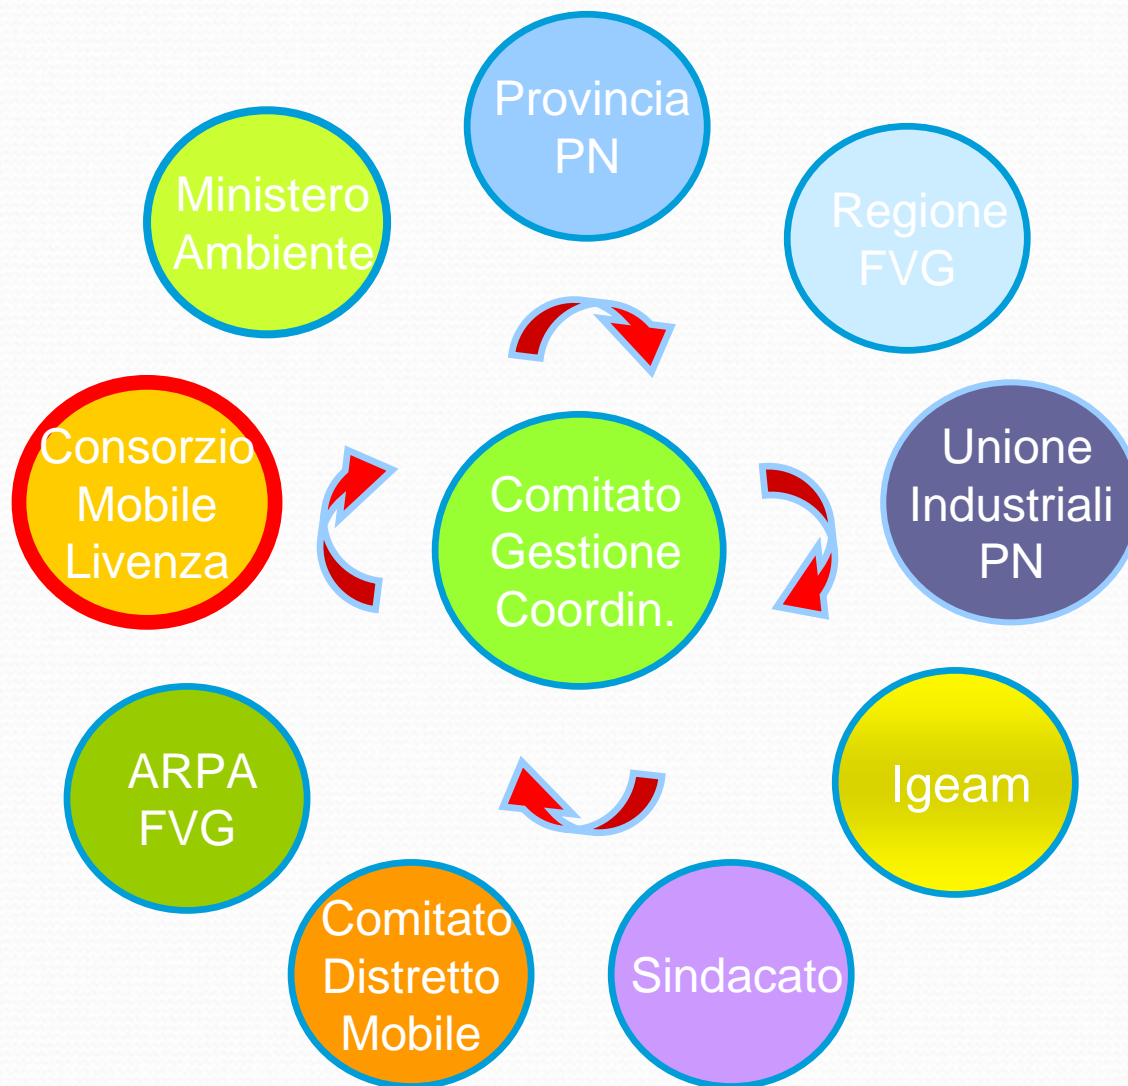 Provincia
PN
Ministero
Ambiente
Regione
FVG
Consorzio
Mobile
Livenza
Comitato
Gestione
Coordin.
Unione
Industriali
PN
ARPA
FVG
Igeam
Comitato
Distretto
Mobile
Sindacato